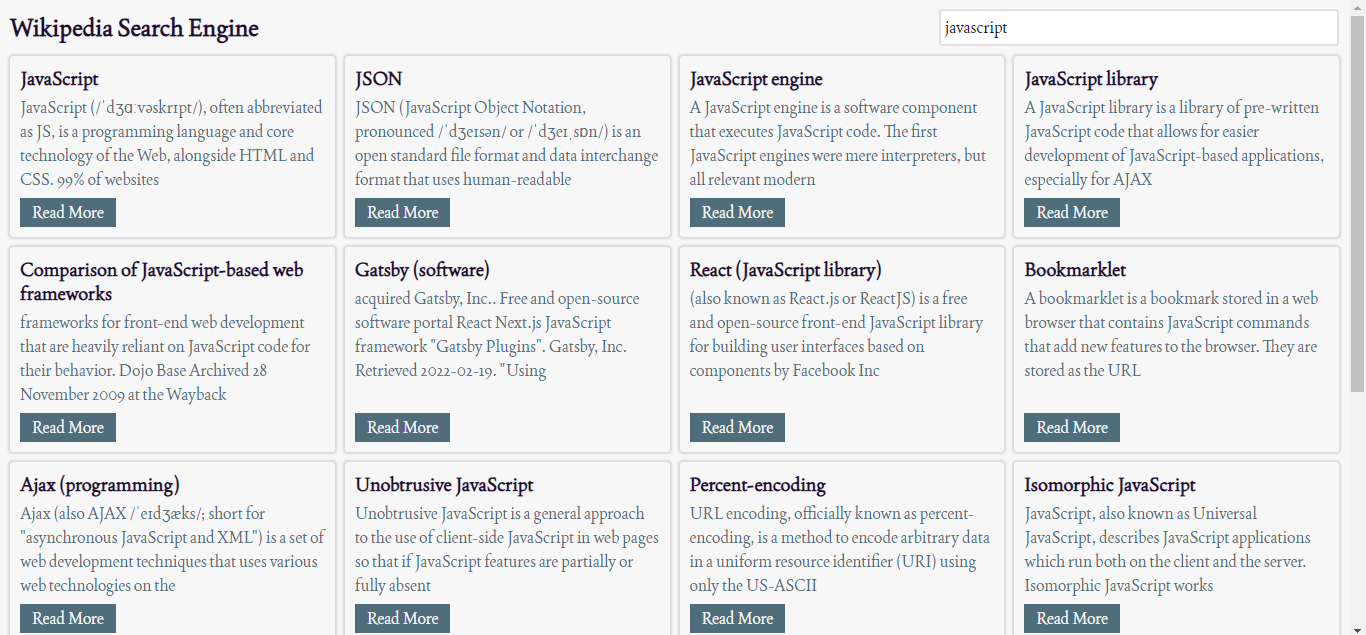 Wikipedia Search Engine
javascript
JavaScript
JavaScript (/ˈdʒɑːvəskrɪpt/), often abbreviated
as JS, is a programming language and core
technology of the Web, alongside HTML and
CSS. 99% of websites
Read More
JSON
JSON (JavaScript Object Notation,
pronounced /ˈdʒeɪsən/ or /ˈdʒeɪˌsɒn/) is an
open standard file format and data interchange
format that uses human-readable
Read More
JavaScript engine
A JavaScript engine is a software component
that executes JavaScript code. The first
JavaScript engines were mere interpreters, but
all relevant modern
Read More
JavaScript library
A JavaScript library is a library of pre-written
JavaScript code that allows for easier
development of JavaScript-based applications,
especially for AJAX
Read More
Comparison of JavaScript-based web
frameworks
frameworks for front-end web development
that are heavily reliant on JavaScript code for
their behavior. Dojo Base Archived 28
November 2009 at the Wayback
Read More
Gatsby (software)
acquired Gatsby, Inc.. Free and open-source
software portal React Next.js JavaScript
framework "Gatsby Plugins". Gatsby, Inc.
Retrieved 2022-02-19. "Using
Read More
React (JavaScript library)
(also known as React.js or ReactJS) is a free
and open-source front-end JavaScript library
for building user interfaces based on
components by Facebook Inc
Read More
Bookmarklet
A bookmarklet is a bookmark stored in a web
browser that contains JavaScript commands
that add new features to the browser. They are
stored as the URL
Read More
Ajax (programming)
Ajax (also AJAX /ˈeɪdʒæks/; short for
"asynchronous JavaScript and XML") is a set of
web development techniques that uses various
web technologies on the
Read More
Unobtrusive JavaScript
Unobtrusive JavaScript is a general approach
to the use of client-side JavaScript in web pages
so that if JavaScript features are partially or
fully absent
Read More
Percent-encoding
URL encoding, officially known as percent-
encoding, is a method to encode arbitrary data
in a uniform resource identifier (URI) using
only the US-ASCII
Read More
Isomorphic JavaScript
JavaScript, also known as Universal
JavaScript, describes JavaScript applications
which run both on the client and the server.
Isomorphic JavaScript works
Read More